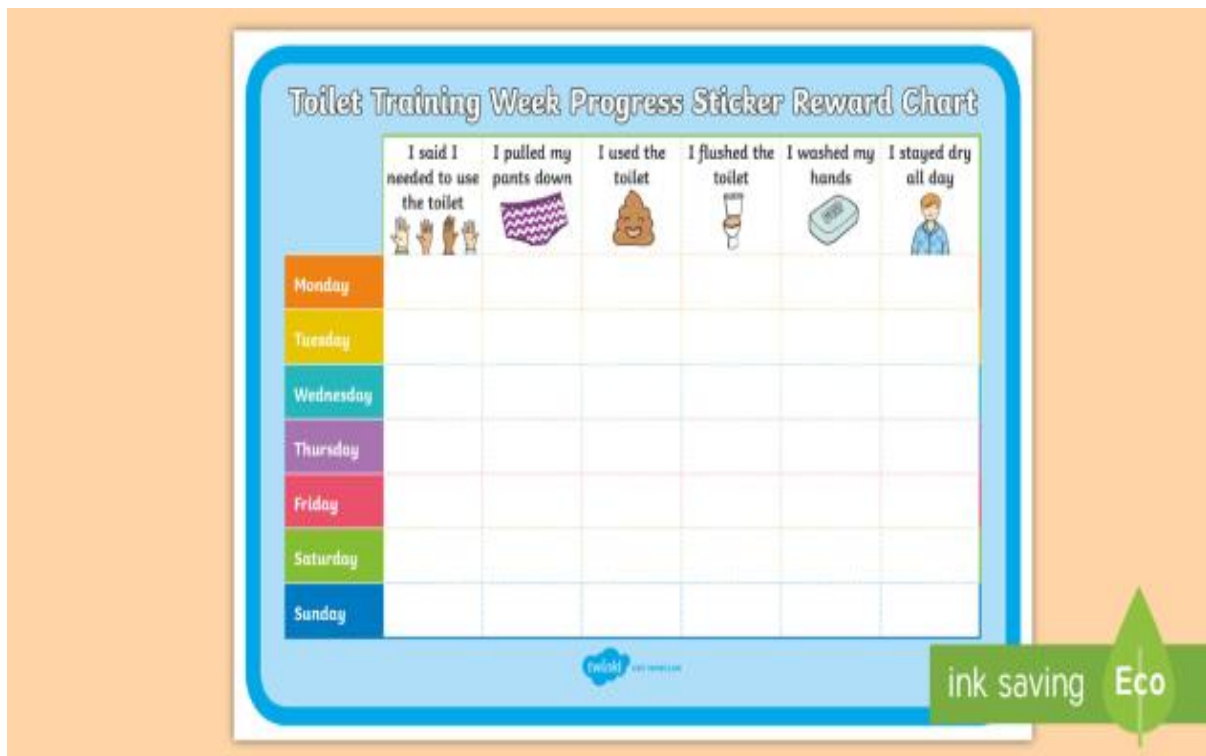 Toilet Training Week Progress Sticker Reward Chart
I said I
needed to use
the toilet
I pulled my
pants down
I used the
toilet
I flushed the
toilet
I washed my
hands
I stayed dry
all day
Monday
Tuesday
Wednesday
Thursday
Friday
Saturday
Sunday
twinkl
ink saving
Eco